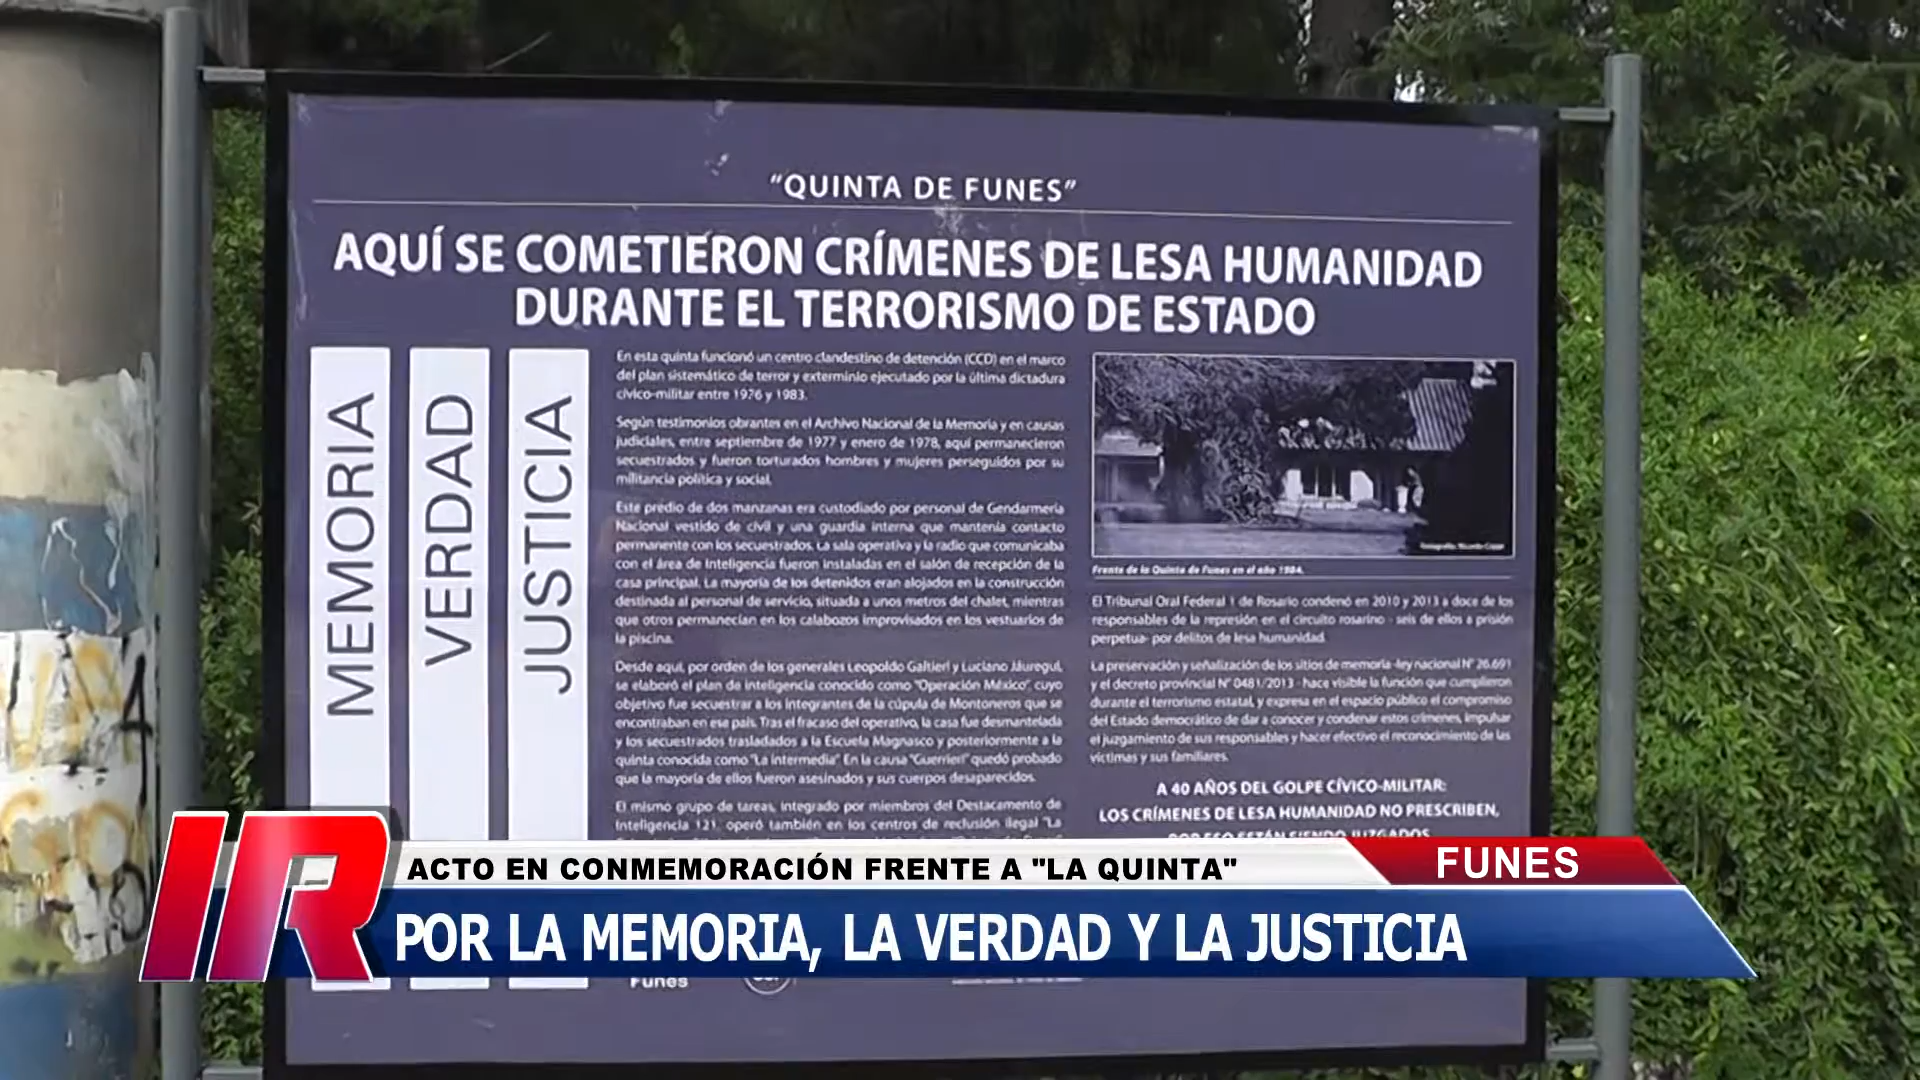 "QUINTA DE FUNES"
AQUÍ SE COMETIERON CRÍMENES DE LESA HUMANIDAD
DURANTE EL TERRORISMO DE ESTADO
MEMORIA
VERDAD
JUSTICIA
En esta quinta funcionó un centro clandestino de detención (CCD) en el marco
del plan sistemático de terror y exterminio ejecutado por la última dictadura
cívico-militar entre 1976 y 1983.
Según testimonios obrantes en el Archivo Nacional de la Memoria y en causas
judiciales, entre septiembre de 1977 y enero de 1978, aquí permanecieron
secuestrados y fueron torturados hombres y mujeres perseguidos por su
militancia política y social.
Este predio de dos manzanas era custodiado por personal de Gendarmería
Nacional vestido de civil y una guardia interna que mantenía contacto
permanente con los secuestrados. La sala operativa y la radio que comunicaba
con el área de Inteligencia fueron instaladas en el salón de recepción de la
casa principal. La mayoría de los detenidos eran alojados en la construcción
destinada al personal de servicio, situada a unos metros del chalet, mientras
que otros permanecían en los calabozos improvisados en los vestuarios de
la piscina.
Desde aquí, por orden de los generales Leopoldo Galtieri y Luciano Jáuregui,
se elaboró el plan de inteligencia conocido como "Operación México", cuyo
objetivo fue secuestrar a los integrantes de la cúpula de Montoneros que se
encontraban en ese país. Tras el fracaso del operativo, la casa fue desmantelada
y los secuestrados trasladados a la Escuela Magnasco y posteriormente a la
quinta conocida como "La Intermedia". En la causa "Guerrieri" quedó probado
que la mayoría de ellos fueron asesinados y sus cuerpos desaparecidos.
El mismo grupo de tareas, integrado por miembros del Destacamento de
Inteligencia 121, operó también en los centros de reclusión ilegal "La
Fotografía: Ricardo
Frente de la Quinta de Funes en el año 1984.
El Tribunal Oral Federal 1 de Rosario condenó en 2010 y 2013 a doce de los
responsables de la represión en el circuito rosarino - seis de ellos a prisión
perpetua- por delitos de lesa humanidad.
La preservación y señalización de los sitios de memoria -ley nacional N° 26.691
y el decreto provincial N° 0481/2013 - hace visible la función que cumplieron
durante el terrorismo estatal, y expresa en el espacio público el compromiso
del Estado democrático de dar a conocer y condenar estos crímenes, impulsar
el juzgamiento de sus responsables y hacer efectivo el reconocimiento de las
víctimas y sus familiares.
A 40 AÑOS DEL GOLPE CÍVICO-MILITAR:
LOS CRÍMENES DE LESA HUMANIDAD NO PRESCRIBEN,
POR ESO ESTÁN SIENDO JUZGADOS
IR
ACTO EN CONMEMORACIÓN FRENTE A "LA QUINTA"
FUNES
POR LA MEMORIA, LA VERDAD Y LA JUSTICIA
Funes